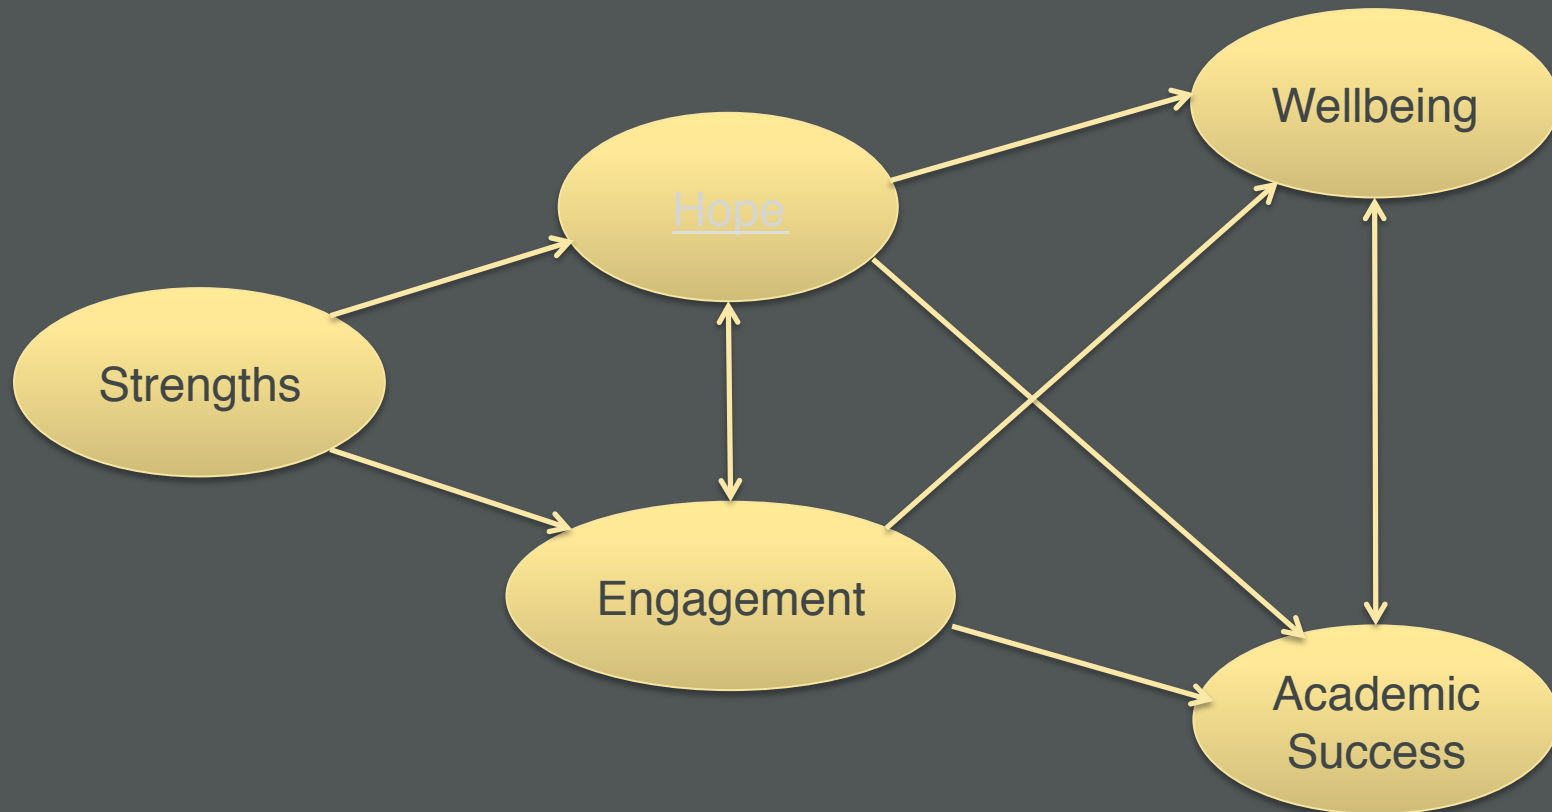 Wellbeing
Hope
Strengths
Engagement
Academic
Success